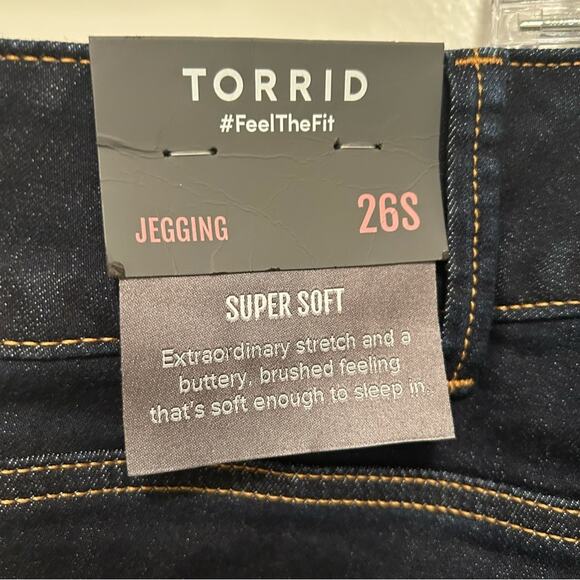 TORRID
#FeelTheFit
JEGGING 26S
SUPER SOFT
Extraordinary stretch and a
buttery, brushed feeling
that's soft enough to sleep in.